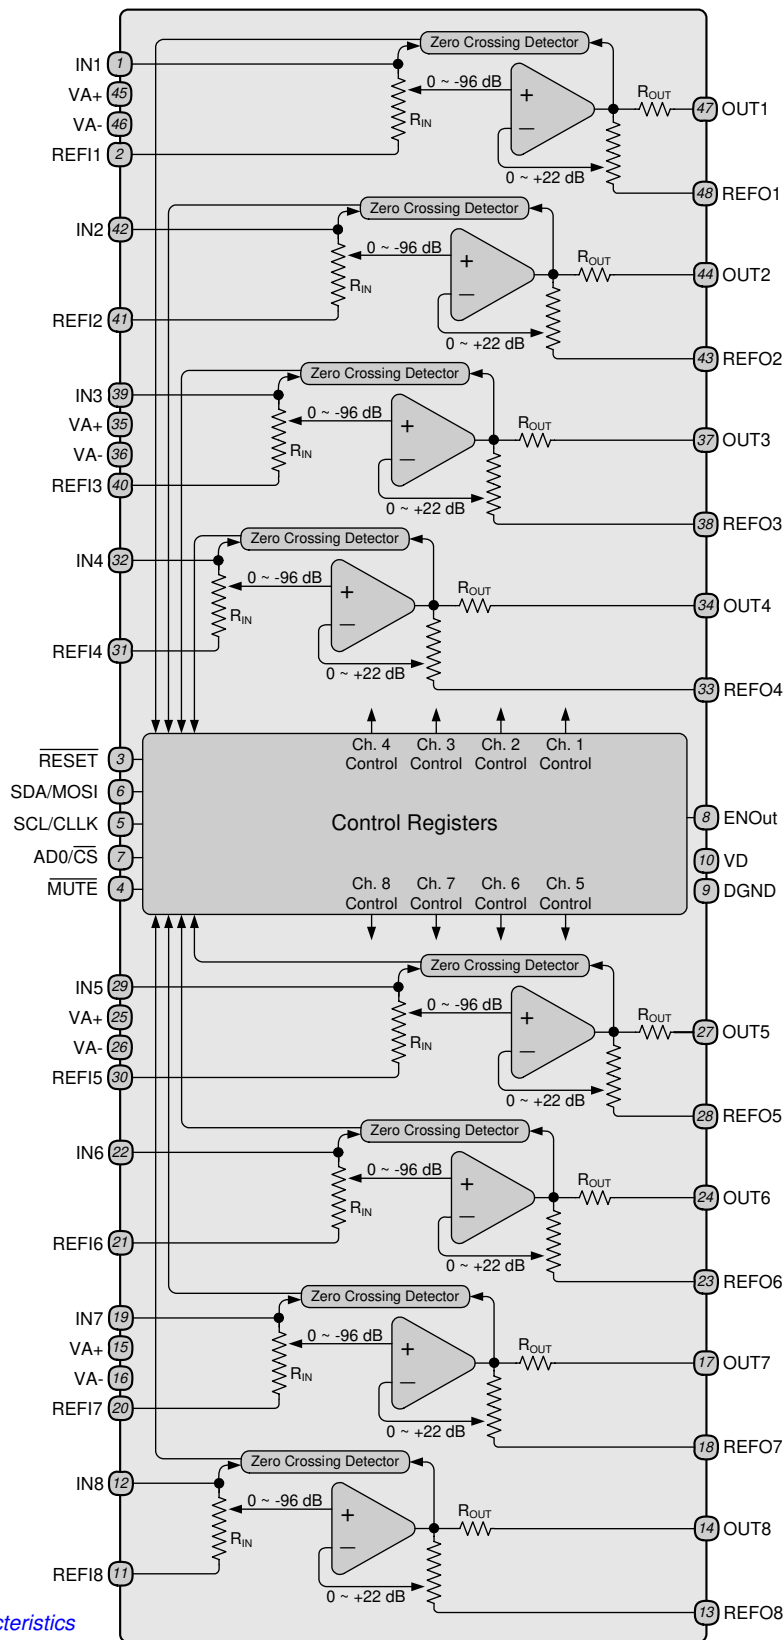 Zero Crossing Detector
IN1 1
VA+ 45
0 ~ -96 dB
+
ROUT
47 OUT1
VA- 46
RIN
–
REFI1 2
0 ~ +22 dB
48 REFO1
Zero Crossing Detector
IN2 42
0 ~ -96 dB
+
ROUT
44 OUT2
RIN
–
REFI2 41
0 ~ +22 dB
43 REFO2
Zero Crossing Detector
IN3 39
VA+ 35
0 ~ -96 dB
+
ROUT
37 OUT3
VA- 36
RIN
–
REFI3 40
0 ~ +22 dB
38 REFO3
Zero Crossing Detector
IN4 32
0 ~ -96 dB
+
ROUT
34 OUT4
RIN
–
REFI4 31
0 ~ +22 dB
33 REFO4
Ch. 4 Control
Ch. 3 Control
Ch. 2 Control
Ch. 1 Control
RESET 3
SDA/MOSI 6
SCL/CLLK 5
AD0/CS 7
MUTE 4
Control Registers
8 ENOut
10 VD
9 DGND
Ch. 8 Control
Ch. 7 Control
Ch. 6 Control
Ch. 5 Control
Zero Crossing Detector
IN5 29
VA+ 25
0 ~ -96 dB
+
ROUT
27 OUT5
VA- 26
RIN
–
REFI5 30
0 ~ +22 dB
28 REFO5
Zero Crossing Detector
IN6 22
0 ~ -96 dB
+
ROUT
24 OUT6
RIN
–
REFI6 21
0 ~ +22 dB
23 REFO6
Zero Crossing Detector
IN7 19
VA+ 15
0 ~ -96 dB
+
ROUT
17 OUT7
VA- 16
RIN
–
REFI7 20
0 ~ +22 dB
18 REFO7
Zero Crossing Detector
IN8 12
0 ~ -96 dB
+
ROUT
14 OUT8
RIN
–
REFI8 11
0 ~ +22 dB
13 REFO8
cteristics